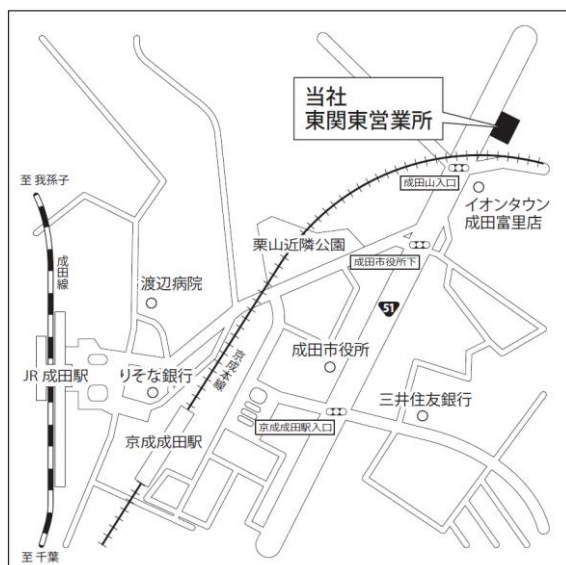 当社
東関東営業所
至 我孫子
成田山入口
イオンタウン
成田富里店
成田線
栗山近隣公園
成田市役所下
渡辺病院
51
成田市役所
JR 成田駅
りそな銀行
京成本線
三井住友銀行
京成成田駅入口
京成成田駅
至 千葉